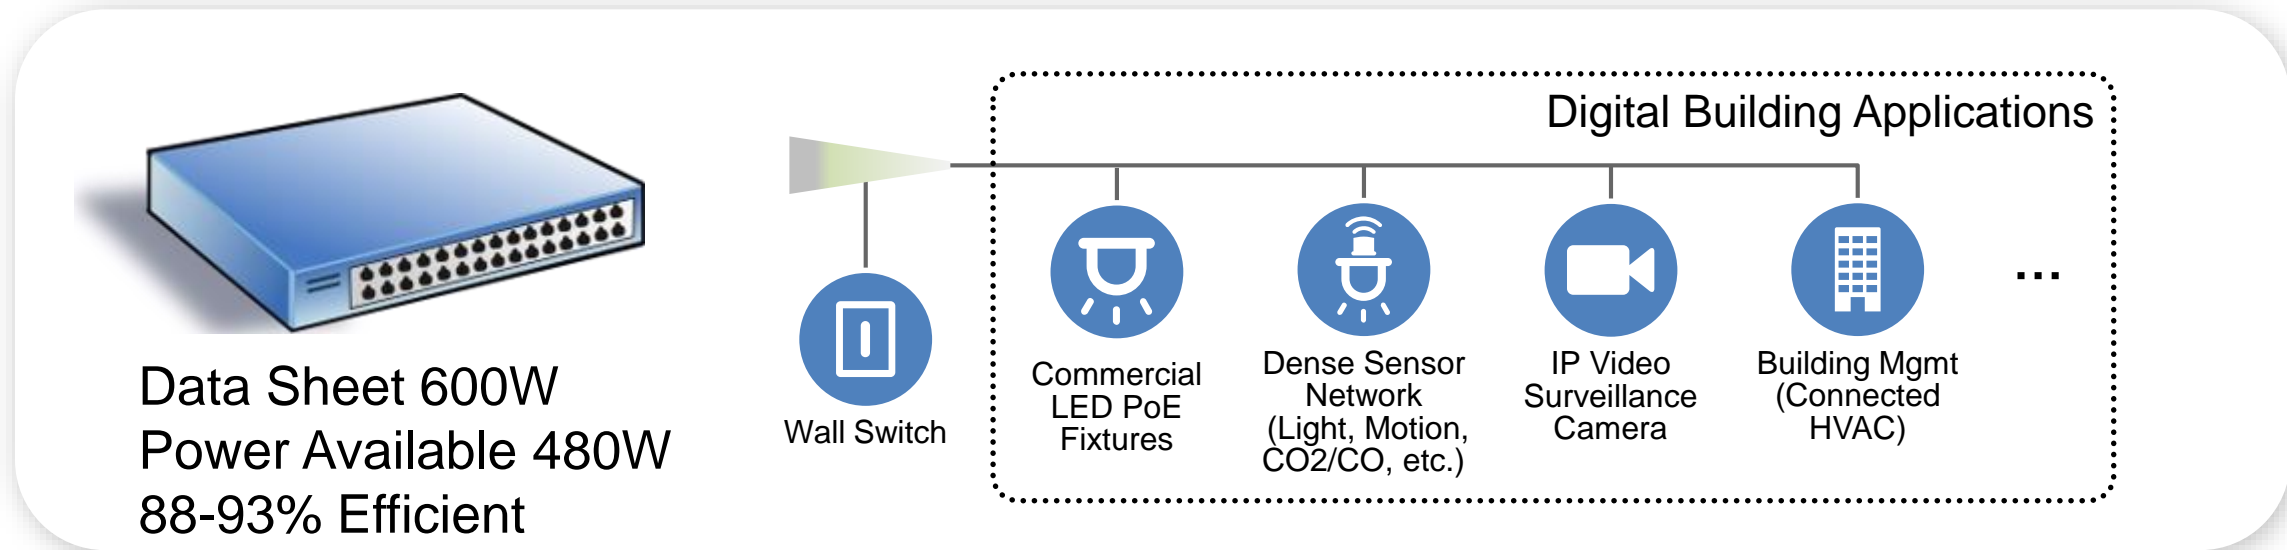 Data Sheet 600W
Power Available 480W
88-93% Efficient
Digital Building Applications
Wall Switch
Commercial
LED PoE
Fixtures
Dense Sensor
Network
(Light, Motion,
CO2/CO, etc.)
IP Video
Surveillance
Camera
Building Mgmt
(Connected
HVAC)
...